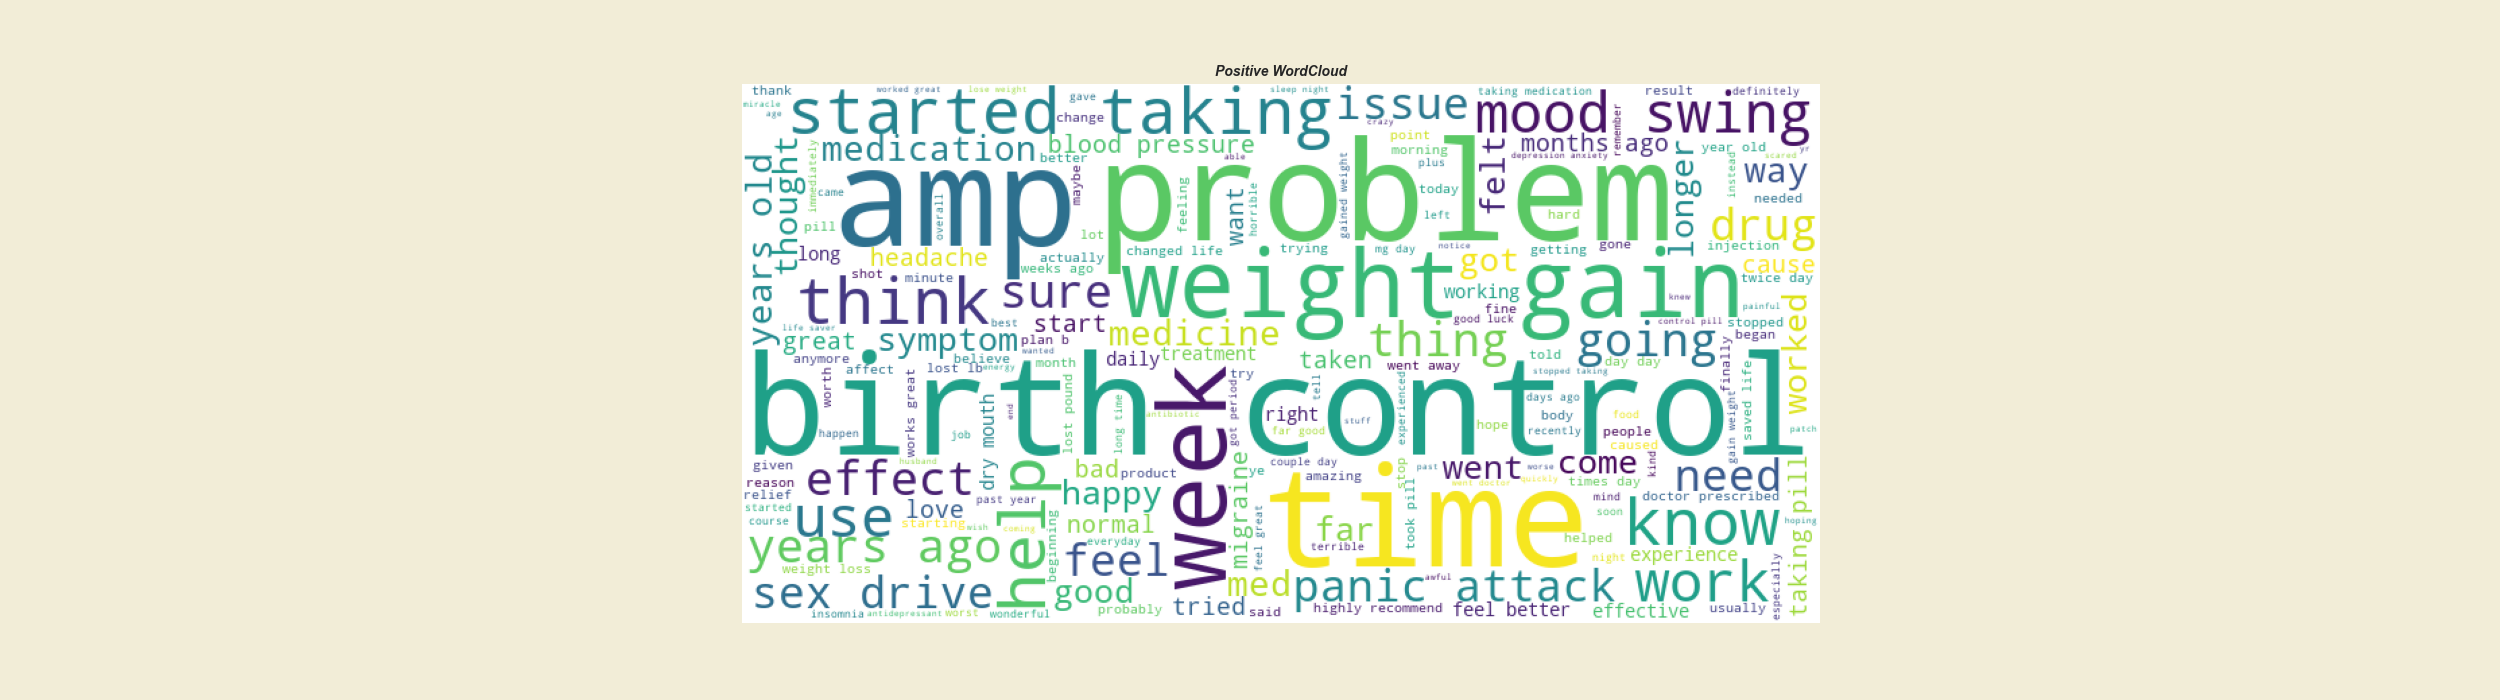 Positive WordCloud
thank
worked great
lose weight
gave
sleep night
taking medication
result
definitely
miracle
age
started
taking
change
issue
crazy
mood swing
remember
medication
blood pressure
better
point
morning
able
felt
months ago
depression anxiety
year old
scared
yr
years old
thought
immediately
came
amp
overall
maybe
problem
feeling
want
horrible
gained weight
plus
today
left
hard
longer
instead
way
needed
drug
pill
lot
long
headache
actually
weeks ago
changed life
trying
mg day
notice
got
getting
gone
injection
cause
twice day
shot
minute
think
sure
weight gain
working
fine
good luck
knew
painful
life saver
best
start
medicine
thing
going
control pill
stopped
began
great
symptom
plan b
wanted
anymore
affect
believe
energy
month
daily
treatment
taken
went away
told
day day
finally
worked
worth
works great
lost lb
birth control
week
try
tell
stopped taking
experienced
days ago
body
food
recently
people
caused
gain weight
saved life
patch
happen
job
end
dry mouth
lost pound
long time
antibiotic
got period
right
far good
stuff
hope
given
reason
relief
started
course
effect
husband
help
bad
product
happy
migraine
ye
couple day
amazing
stop
past
went
worse
come
kind
need
went doctor
quickly
times day
mind
doctor prescribed
taking pill
use
love
past year
starting
wish
coming
beginning
normal
everyday
feel great
time
far
terrible
took pill
soon
know
hoping
helped
years ago
weight loss
feel
night
experience
especially
sex drive
good
med
panic attack
awful
work
insomnia
antidepressant
worst
wonderful
probably
tried
said
highly recommend
feel better
effective
usually